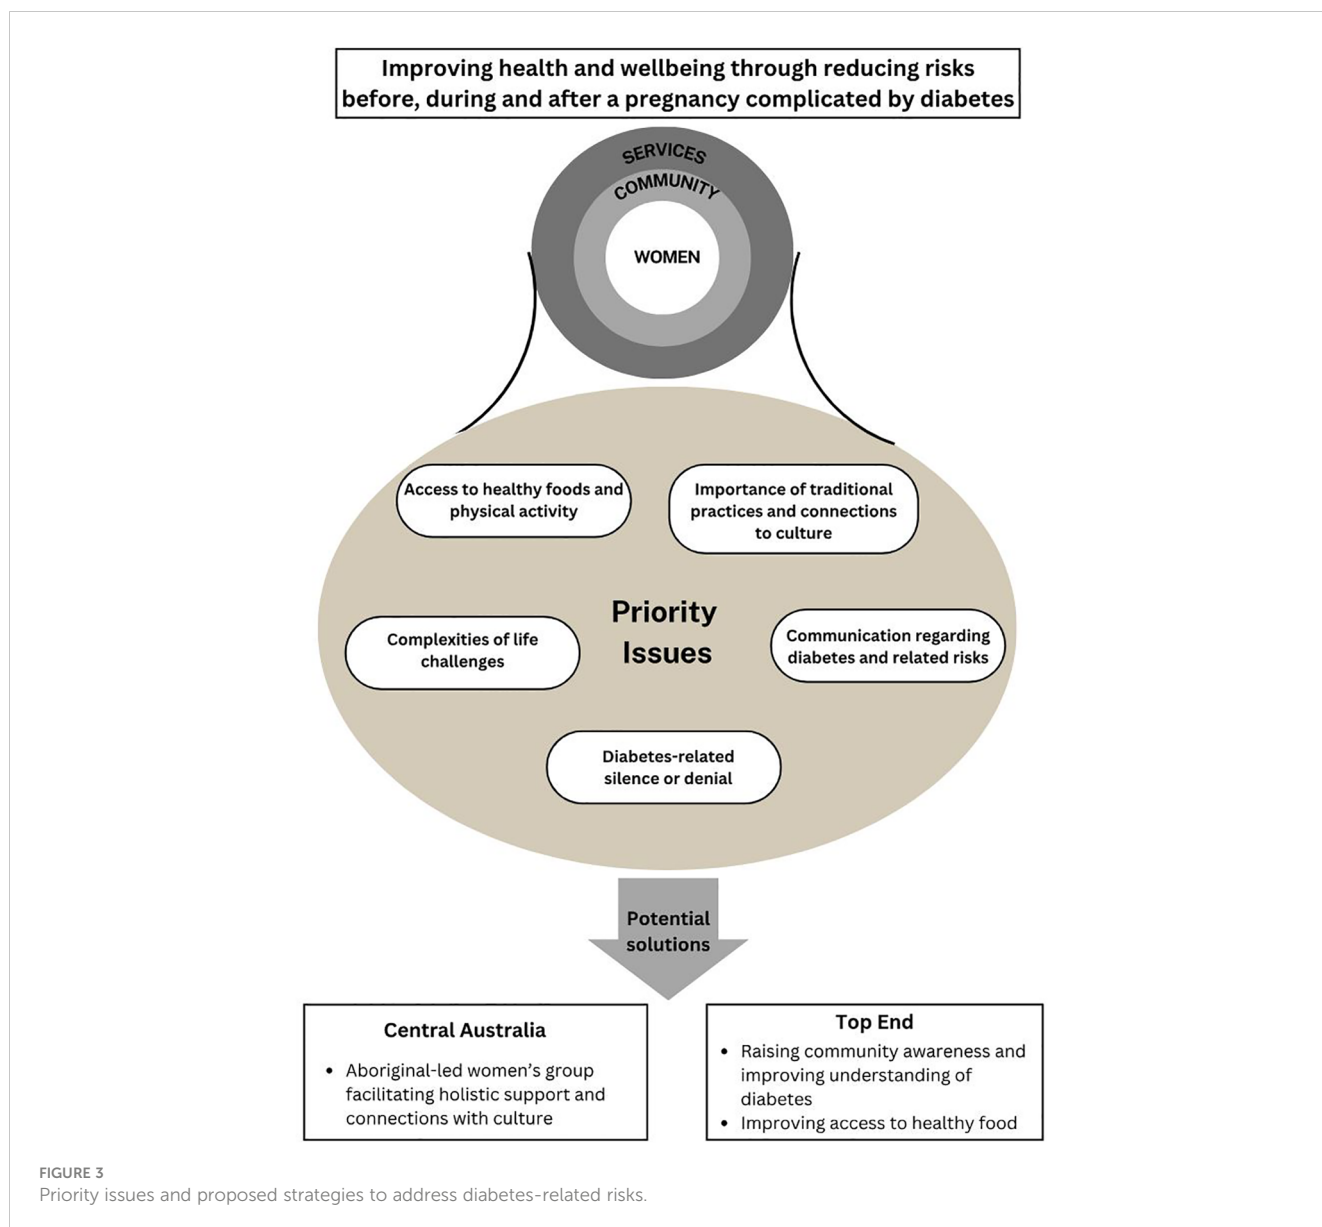 Improving health and wellbeing through reducing risks
before, during and after a pregnancy complicated by diabetes
SERVICES
COMMUNITY
WOMEN
Access to healthy foods and
physical activity
Importance of traditional
practices and connections
to culture
Priority
Issues
Complexities of life
challenges
Communication regarding
diabetes and related risks
Diabetes-related
silence or denial
Potential
solutions
Central Australia
• Aboriginal-led women’s group
facilitating holistic support and
connections with culture
Top End
• Raising community awareness and
improving understanding of
diabetes
• Improving access to healthy food
FIGURE 3
Priority issues and proposed strategies to address diabetes-related risks.